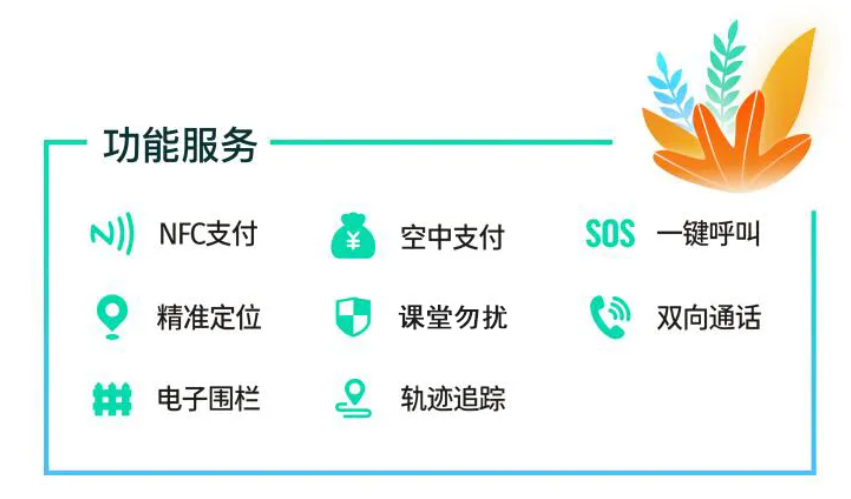 功能服务
NFC支付
¥
空中支付
SOS
一键呼叫
精准定位
课堂勿扰
双向通话
电子围栏
轨迹追踪